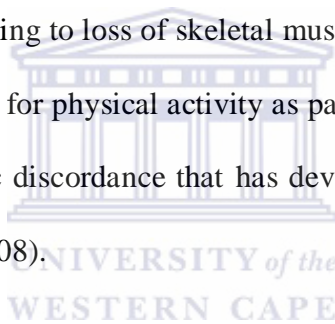 ing to loss of skeletal mus
for physical activity as pa
discordance that has dev
08).
UNIVERSITY of the
WESTERN CAPE